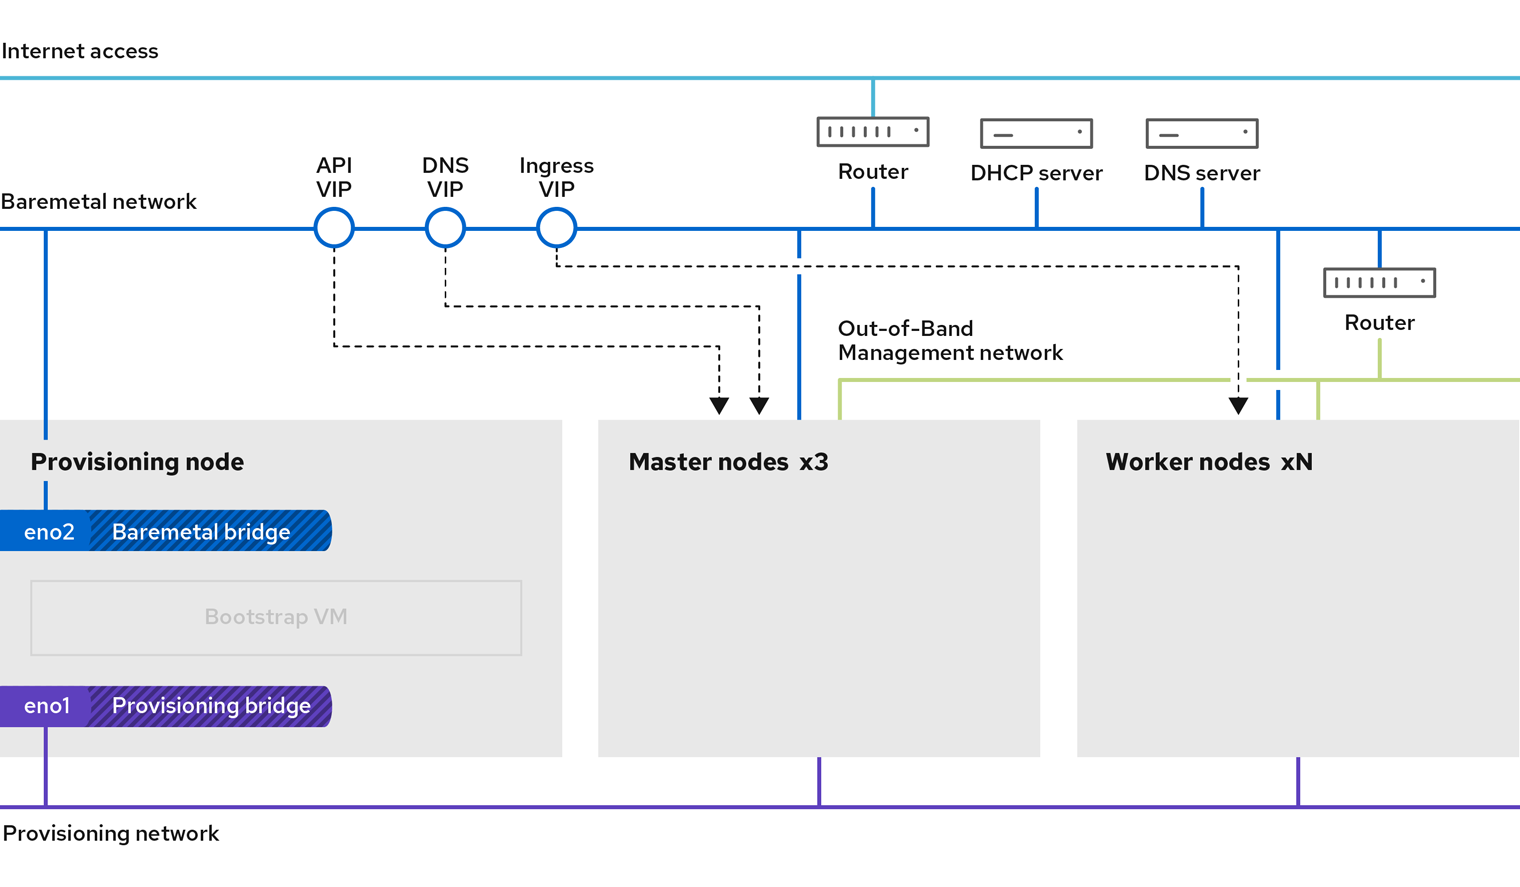 Internet access
API
VIP
DNS
VIP
Ingress
VIP
Router
DHCP server
DNS server
Baremetal network
Router
Out-of-Band
Management network
Provisioning node
Master nodes x3
Worker nodes xN
eno2 Baremetal bridge
Bootstrap VM
eno1 Provisioning bridge
Provisioning network